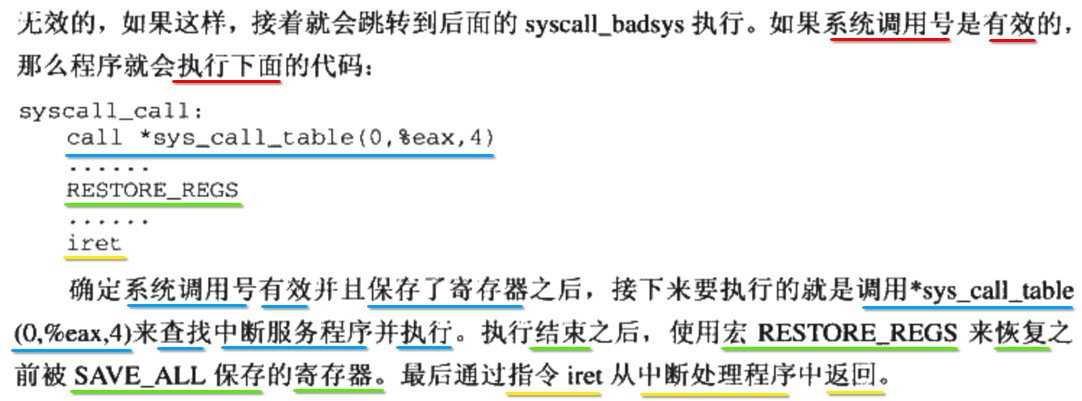 无效的，如果这样，接着就会跳转到后面的 syscall_badsys 执行。如果系统调用号是有效的，
那么程序就会执行下面的代码：
syscall_call:
call *sys_call_table(0,%eax,4)
......
RESTORE_REGS
......
iret
确定系统调用号有效并且保存了寄存器之后，接下来要执行的就是调用*sys_call_table
(0,%eax,4)来查找中断服务程序并执行。执行结束之后，使用宏 RESTORE_REGS 来恢复之
前被 SAVE_ALL 保存的寄存器。最后通过指令 iret 从中断处理程序中返回。